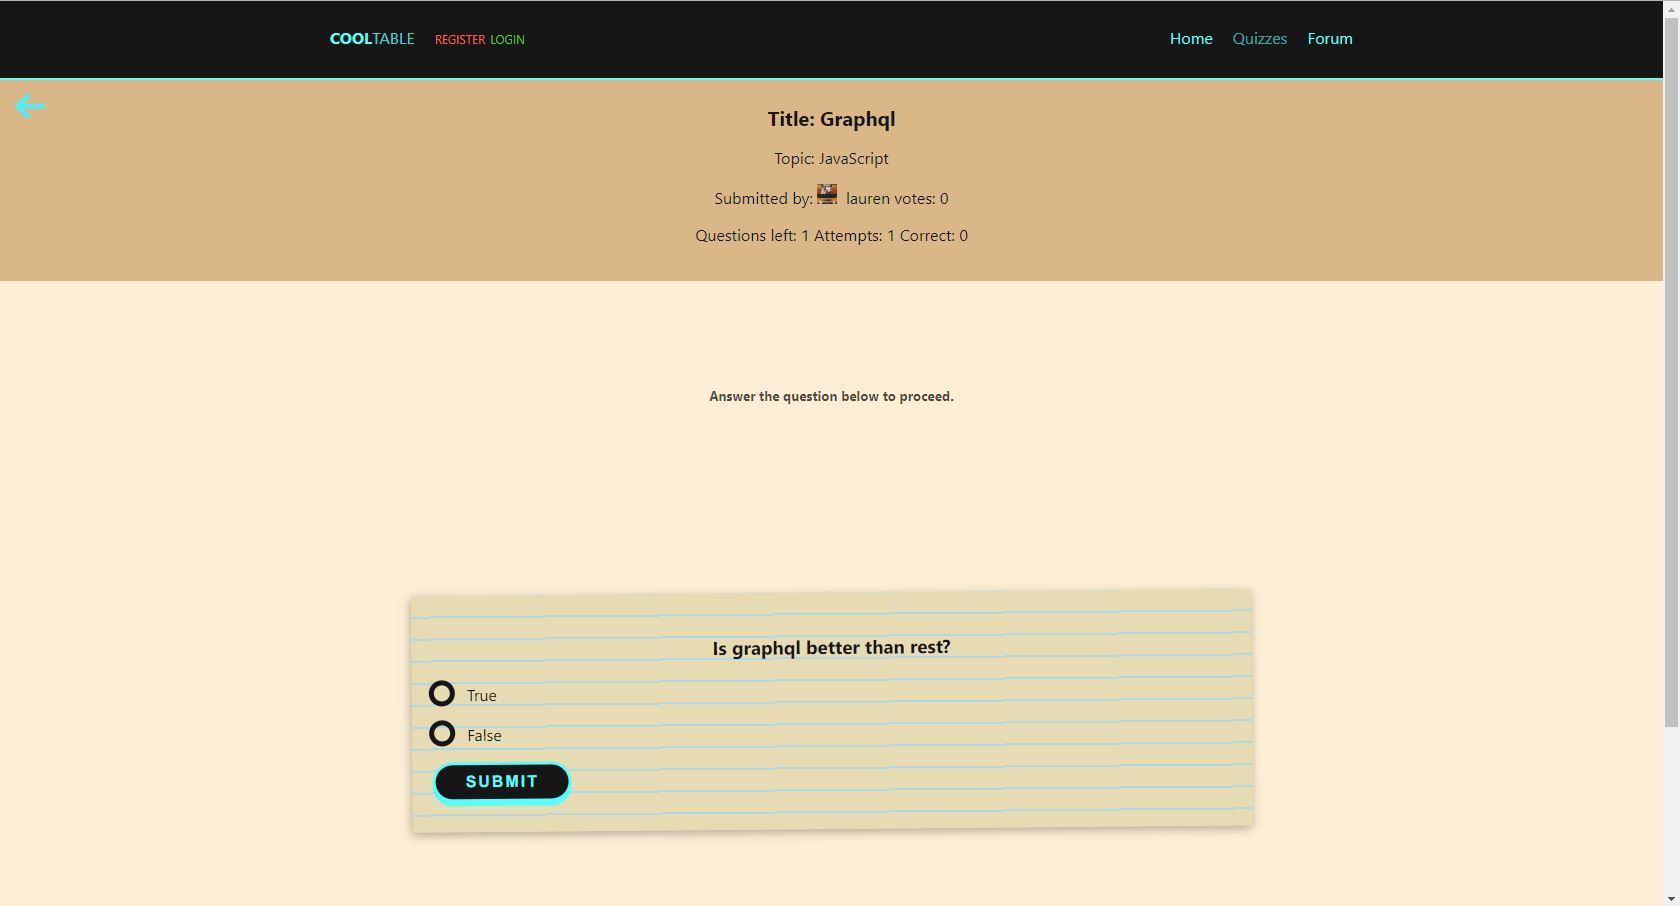 COOLTABLE REGISTER LOGIN Home Quizzes Forum
Title: Graphql
Topic: JavaScript
Submitted by: lauren votes: 0
Questions left: 1 Attempts: 1 Correct: 0
Answer the question below to proceed.
Is graphql better than rest?
True
False
SUBMIT